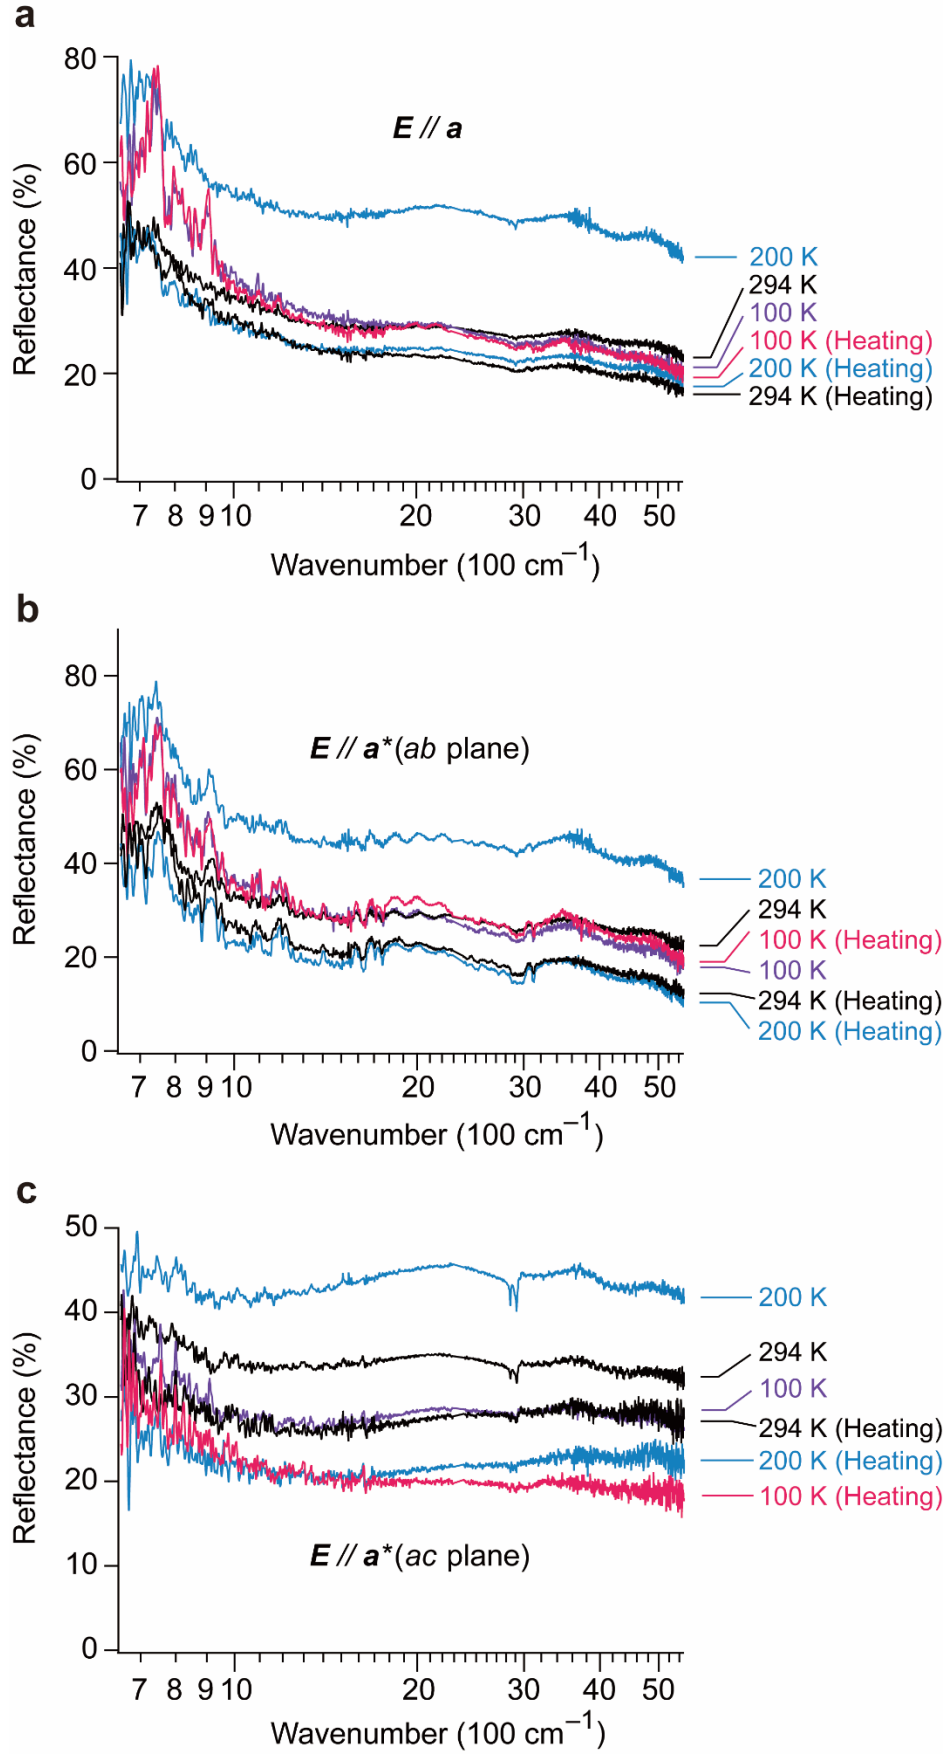 a
80
60
40
20
0
Reflectance (%)
E // a
200 K
294 K
100 K
100 K (Heating)
200 K (Heating)
294 K (Heating)
7 8 9 10 20 30 40 50
Wavenumber (100 cm⁻¹)
b
80
60
40
20
0
Reflectance (%)
E // a*(ab plane)
200 K
294 K
100 K (Heating)
100 K
294 K (Heating)
200 K (Heating)
7 8 9 10 20 30 40 50
Wavenumber (100 cm⁻¹)
c
50
40
30
20
10
0
Reflectance (%)
200 K
294 K
100 K
294 K (Heating)
200 K (Heating)
100 K (Heating)
E // a*(ac plane)
7 8 9 10 20 30 40 50
Wavenumber (100 cm⁻¹)